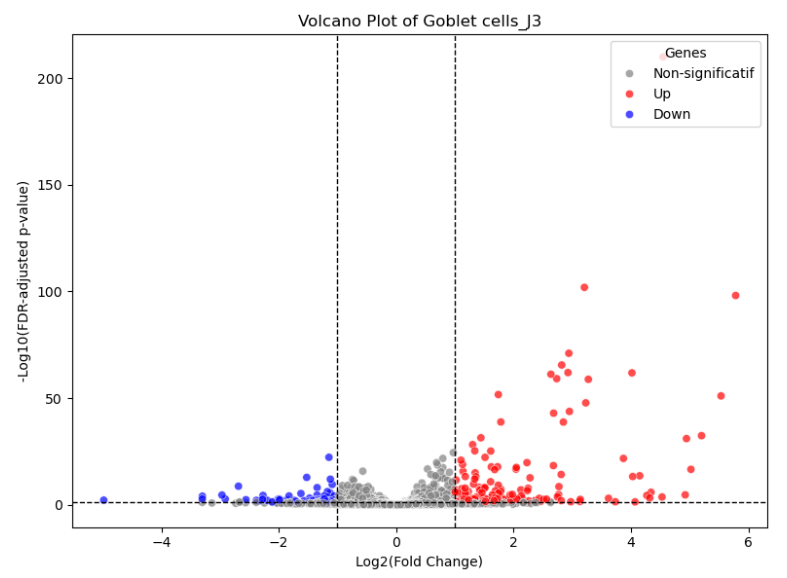 Volcano Plot of Goblet cells_J3
Genes
Non-significatif
Up
Down
-Log10(FDR-adjusted p-value)
200
150
100
50
0
−4
−2
0
2
4
6
Log2(Fold Change)